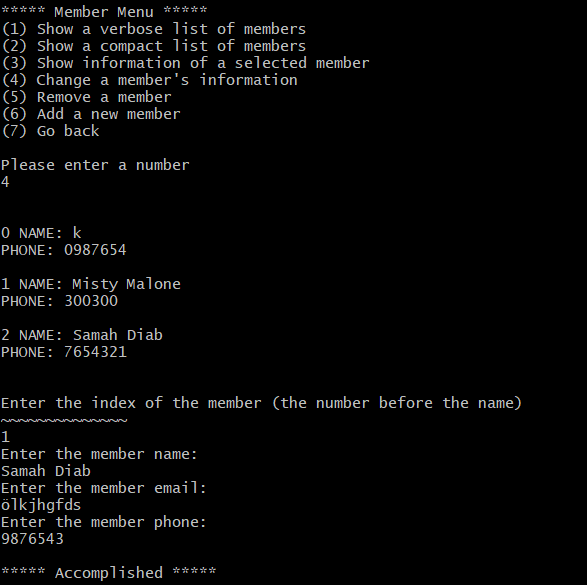 ***** Member Menu *****
(1) Show a verbose list of members
(2) Show a compact list of members
(3) Show information of a selected member
(4) Change a member's information
(5) Remove a member
(6) Add a new member
(7) Go back
Please enter a number
4
0 NAME: k
PHONE: 0987654
1 NAME: Misty Malone
PHONE: 300300
2 NAME: Samah Diab
PHONE: 7654321
Enter the index of the member (the number before the name)
~~~~~~~~~~~~~~
1
Enter the member name:
Samah Diab
Enter the member email:
ölkjhgfds
Enter the member phone:
9876543
***** Accomplished *****